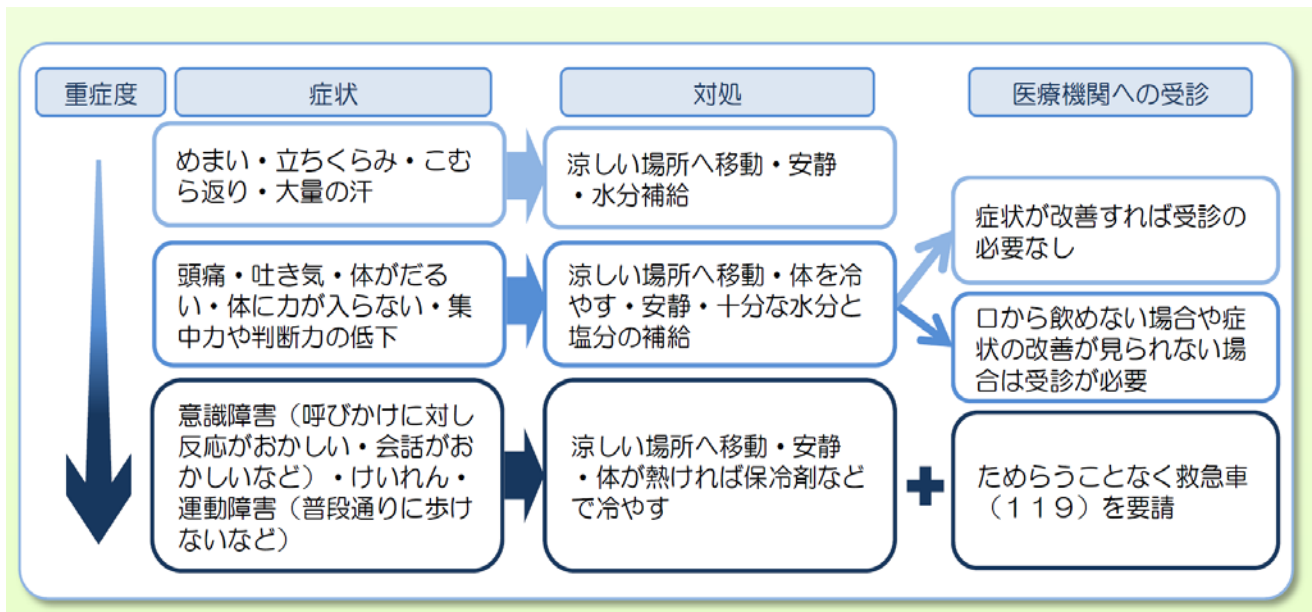 重症度
症状
対処
医療機関への受診
めまい・立ちくらみ・こむ
ら返り・大量の汗
涼しい場所へ移動・安静
・水分補給
頭痛・吐き気・体がだる
い・体に力が入らない・集
中力や判断力の低下
涼しい場所へ移動・体を冷
やす・安静・十分な水分と
塩分の補給
症状が改善すれば受診の
必要なし
口から飲めない場合や症
状の改善が見られない場
合は受診が必要
意識障害（呼びかけに対し
反応がおかしい・会話がお
かしいなど）・けいれん・
運動障害（普段通りに歩け
ないなど）
涼しい場所へ移動・安静
・体が熱ければ保冷剤など
で冷やす
ためらうことなく救急車
（１１９）を要請